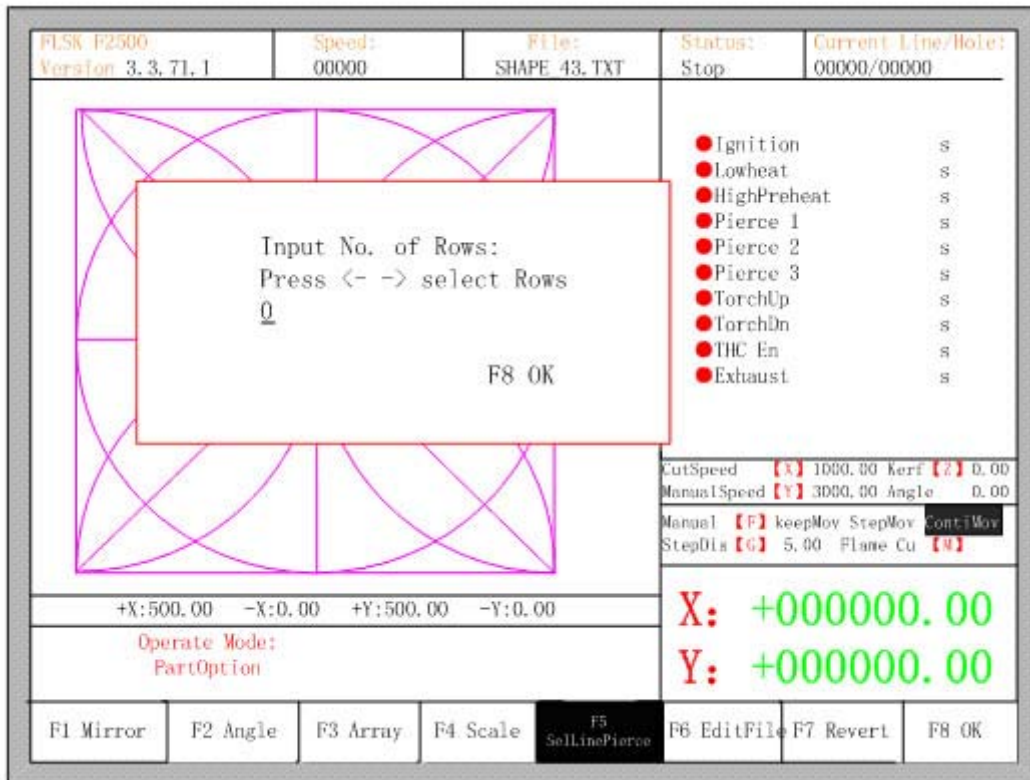 FLSK F2500 Speed: File: Status: Current Line/Hole:
Version 3.3.71.1 00000 SHAPE_43.TXT Stop 00000/00000
Input No. of Rows:
Press <- -> select Rows
0
F8 OK
Ignition s
Lowheat s
HighPreheat s
Pierce 1 s
Pierce 2 s
Pierce 3 s
TorchUp s
TorchDn s
THC En s
Exhaust s
CutSpeed 【X】 1000.00 Kerf【Z】 0.00
ManualSpeed 【Y】 3000.00 Angle 0.00
Manual 【F】 keepMov StepMov ContiMov
StepDis【G】 5.00 Flame Cu 【M】
+X:500.00 -X:0.00 +Y:500.00 -Y:0.00
X: +000000.00
Y: +000000.00
Operate Mode:
PartOption
F1 Mirror F2 Angle F3 Array F4 Scale F5 SelLinePierce F6 EditFile F7 Revert F8 OK